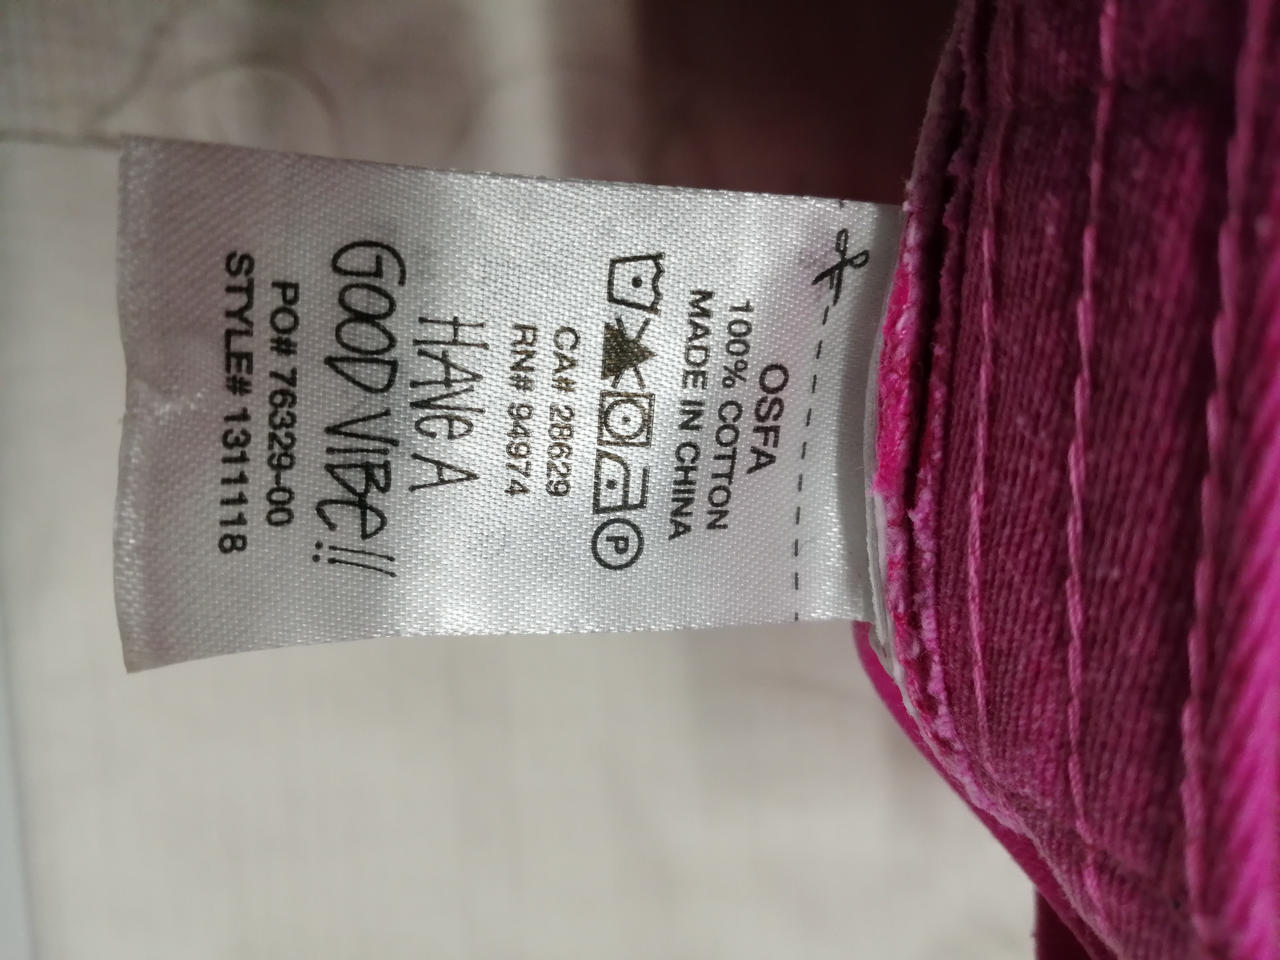 OSFA
100% COTTON
MADE IN CHINA
P
CA# 28629
RN# 94974
HAVE A
GOOD VIBE!!
PO# 76329-00
STYLE# 1311118